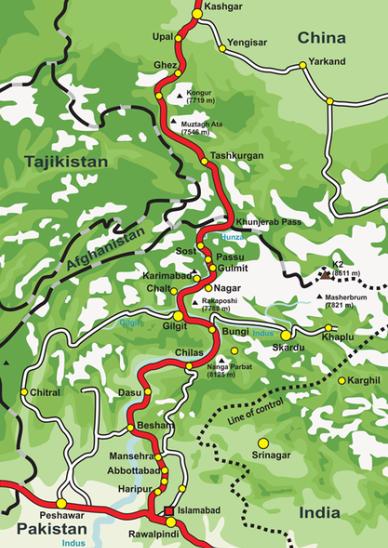 Kashgar
Upal
China
Yengisar
Ghez
Yarkand
Kongur
(7719 m)
Muztagh Ata
(7546 m)
Tashkurgan
Tajikistan
Khunjerab Pass
Hunza
Afghanistan
Sost
Passu
Gulmit
K2
(8611 m)
Karimabad
Chalt
Nagar
Masherbrum
(7821 m)
Rakaposhi
(7788 m)
Gilgit
Gilgit
Bungi
Indus
Skardu
Khaplu
Chilas
Nanga Parbat
(8125 m)
Kharghil
Chitral
Dasu
Line of control
Besham
Mansehra
Srinagar
Abbottabad
Haripur
Islamabad
Peshawar
India
Pakistan
Rawalpindi
Indus